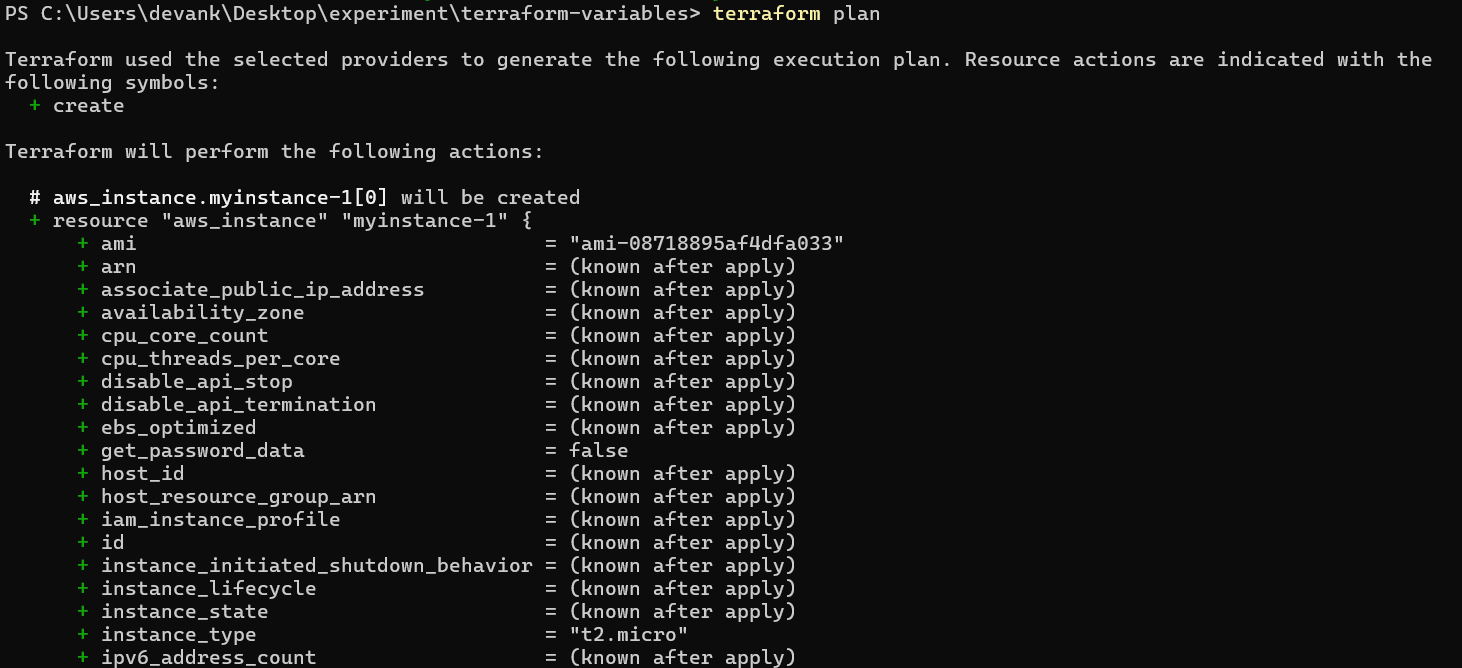 PS C:\Users\devank\Desktop\experiment\terraform-variables> terraform plan
Terraform used the selected providers to generate the following execution plan. Resource actions are indicated with the
following symbols:
+ create
Terraform will perform the following actions:
# aws_instance.myinstance-1[0] will be created
+ resource "aws_instance" "myinstance-1" {
+ ami = "ami-08718895af4dfa033"
+ arn = (known after apply)
+ associate_public_ip_address = (known after apply)
+ availability_zone = (known after apply)
+ cpu_core_count = (known after apply)
+ cpu_threads_per_core = (known after apply)
+ disable_api_stop = (known after apply)
+ disable_api_termination = (known after apply)
+ ebs_optimized = (known after apply)
+ get_password_data = false
+ host_id = (known after apply)
+ host_resource_group_arn = (known after apply)
+ iam_instance_profile = (known after apply)
+ id = (known after apply)
+ instance_initiated_shutdown_behavior = (known after apply)
+ instance_lifecycle = (known after apply)
+ instance_state = (known after apply)
+ instance_type = "t2.micro"
+ ipv6_address_count = (known after apply)